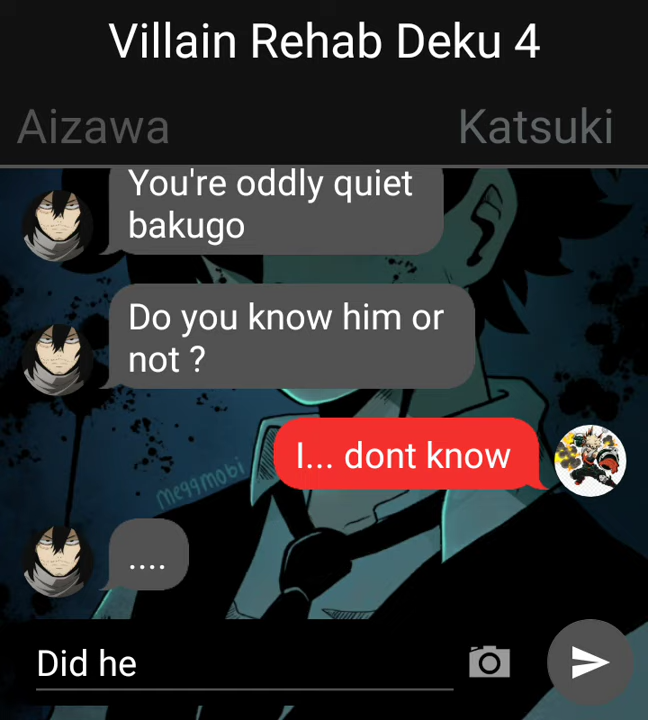 Villain Rehab Deku 4
Aizawa
Katsuki
You're oddly quiet
bakugo
Do you know him or
not ?
I... dont know
meggmobi
....
Did he